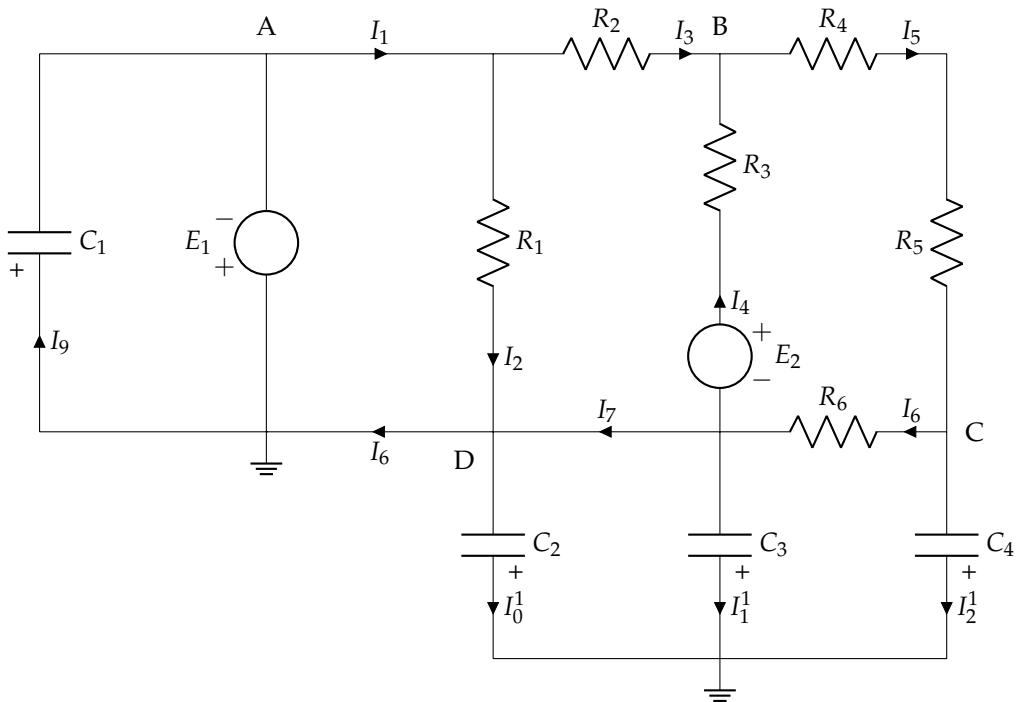 A I₁ R₂ I₃ B R₄ I₅
R₃
− 
C₁ E₁ R₁ R₅
+ +
I₄
I₉ I₂ + E₂
−
R₆
I₇ I₆
I₆ D C
C₂ C₃ C₄
+ + +
I₀¹ I₁¹ I₂¹